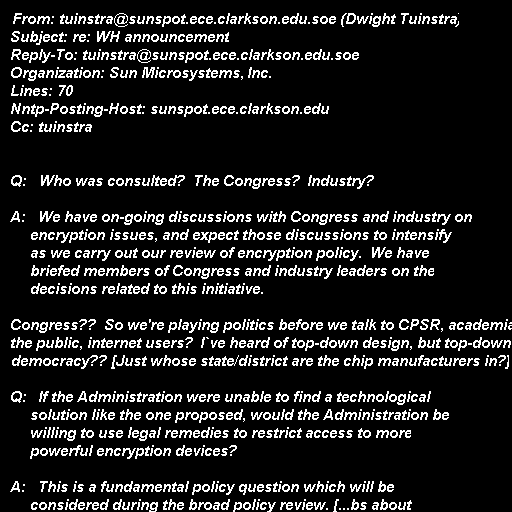 From: tuinstra@sunspot.ece.clarkson.edu.soe (Dwight Tuinstra)
Subject: re: WH announcement
Reply-To: tuinstra@sunspot.ece.clarkson.edu.soe
Organization: Sun Microsystems, Inc.
Lines: 70
Nntp-Posting-Host: sunspot.ece.clarkson.edu
Cc: tuinstra
Q:   Who was consulted?  The Congress?  Industry?
A:   We have on-going discussions with Congress and industry on
encryption issues, and expect those discussions to intensify
as we carry out our review of encryption policy.  We have
briefed members of Congress and industry leaders on the
decisions related to this initiative.
Congress??  So we're playing politics before we talk to CPSR, academia
the public, internet users?  I`ve heard of top-down design, but top-down
democracy?? [Just whose state/district are the chip manufacturers in?]
Q:   If the Administration were unable to find a technological
solution like the one proposed, would the Administration be
willing to use legal remedies to restrict access to more
powerful encryption devices?
A:   This is a fundamental policy question which will be
considered during the broad policy review. [...bs about